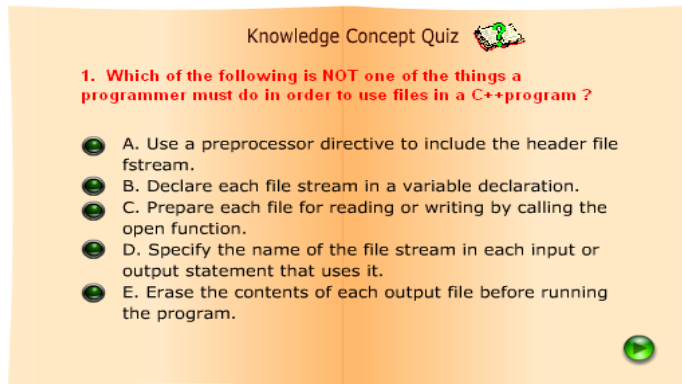 Knowledge Concept Quiz
1. Which of the following is NOT one of the things a
programmer must do in order to use files in a C++program ?
A. Use a preprocessor directive to include the header file
fstream.
B. Declare each file stream in a variable declaration.
C. Prepare each file for reading or writing by calling the
open function.
D. Specify the name of the file stream in each input or
output statement that uses it.
E. Erase the contents of each output file before running
the program.